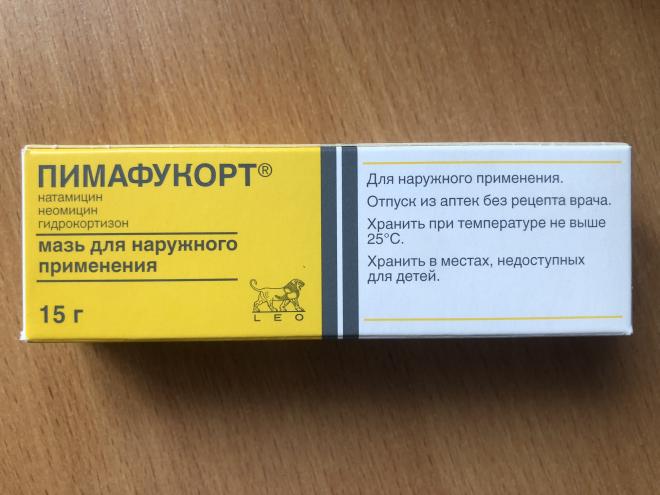 ПИМАФУКОРТ®
натамицин
неомицин
гидрокортизон
мазь для наружного
применения
15 г
LEO
Для наружного применения.
Отпуск из аптек без рецепта врача.
Хранить при температуре не выше
25°C.
Хранить в местах, недоступных
для детей.